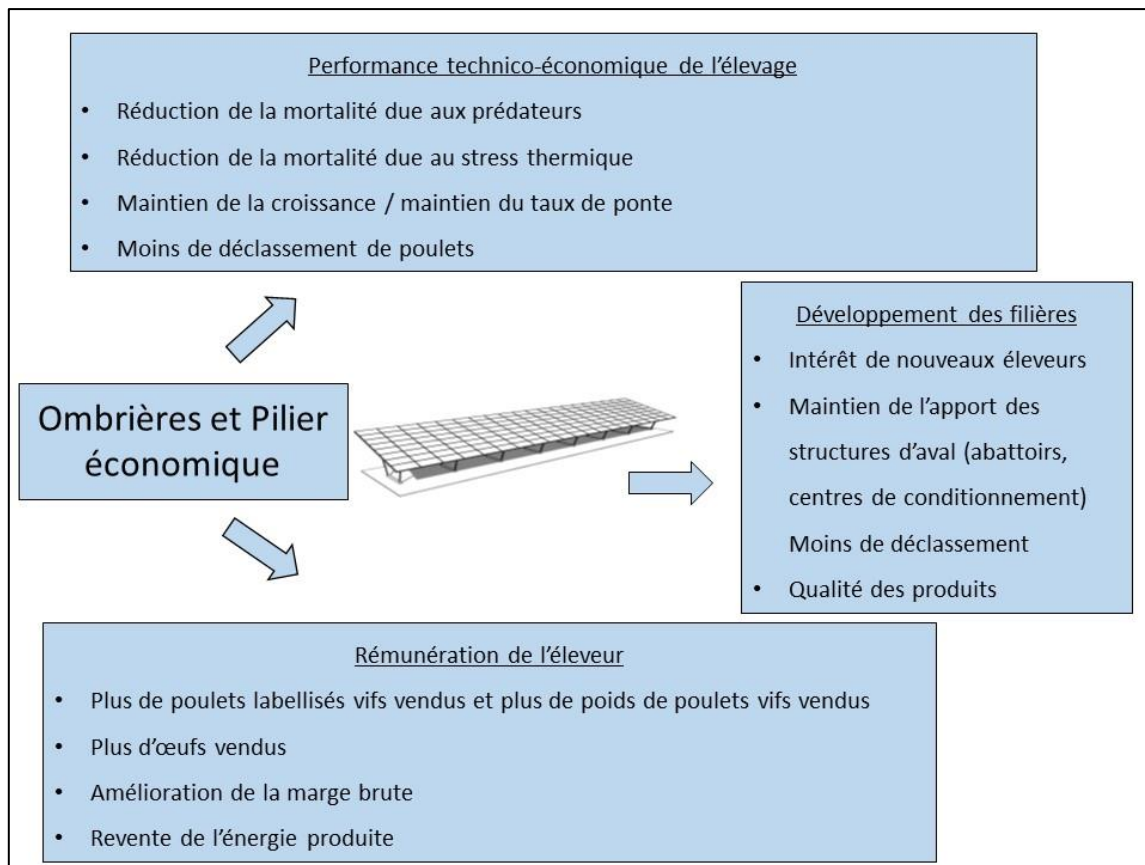 Performance technico-économique de l'élevage
• Réduction de la mortalité due aux prédateurs
• Réduction de la mortalité due au stress thermique
• Maintien de la croissance / maintien du taux de ponte
• Moins de déclassement de poulets
Ombrières et Pilier
économique
Développement des filières
• Intérêt de nouveaux éleveurs
• Maintien de l'apport des
structures d'aval (abattoirs,
centres de conditionnement)
Moins de déclassement
• Qualité des produits
Rémunération de l'éleveur
• Plus de poulets labellisés vifs vendus et plus de poids de poulets vifs vendus
• Plus d'œufs vendus
• Amélioration de la marge brute
• Revente de l'énergie produite